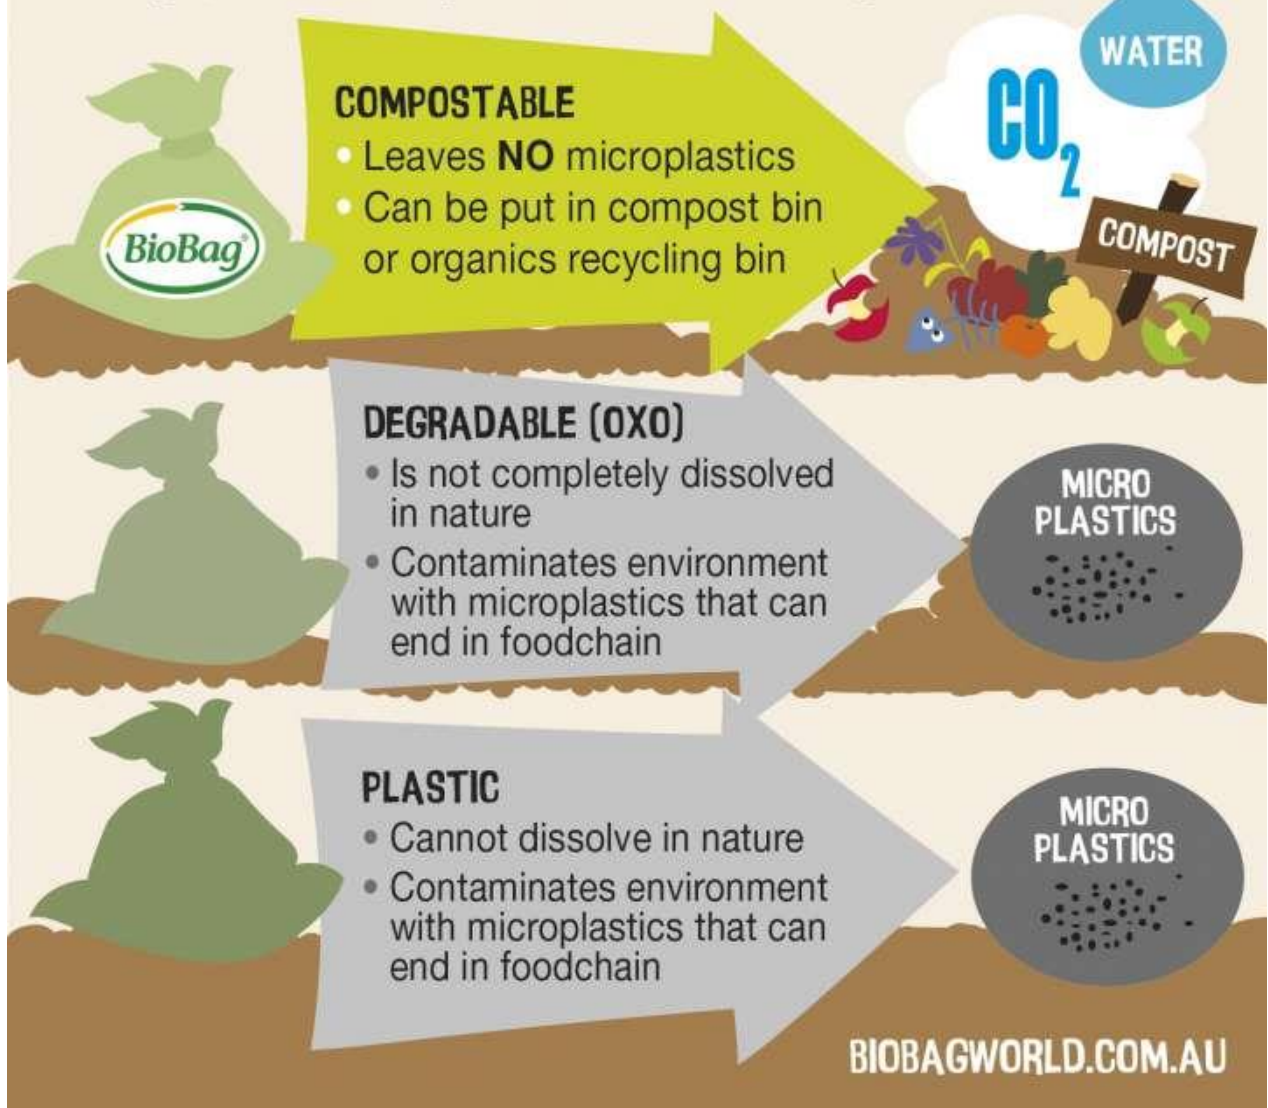 COMPOSTABLE
• Leaves NO microplastics
• Can be put in compost bin
or organics recycling bin
BioBag®
WATER
CO₂
COMPOST
DEGRADABLE (OXO)
• Is not completely dissolved
in nature
• Contaminates environment
with microplastics that can
end in foodchain
MICRO
PLASTICS
PLASTIC
• Cannot dissolve in nature
• Contaminates environment
with microplastics that can
end in foodchain
MICRO
PLASTICS
BIOBAGWORLD.COM.AU